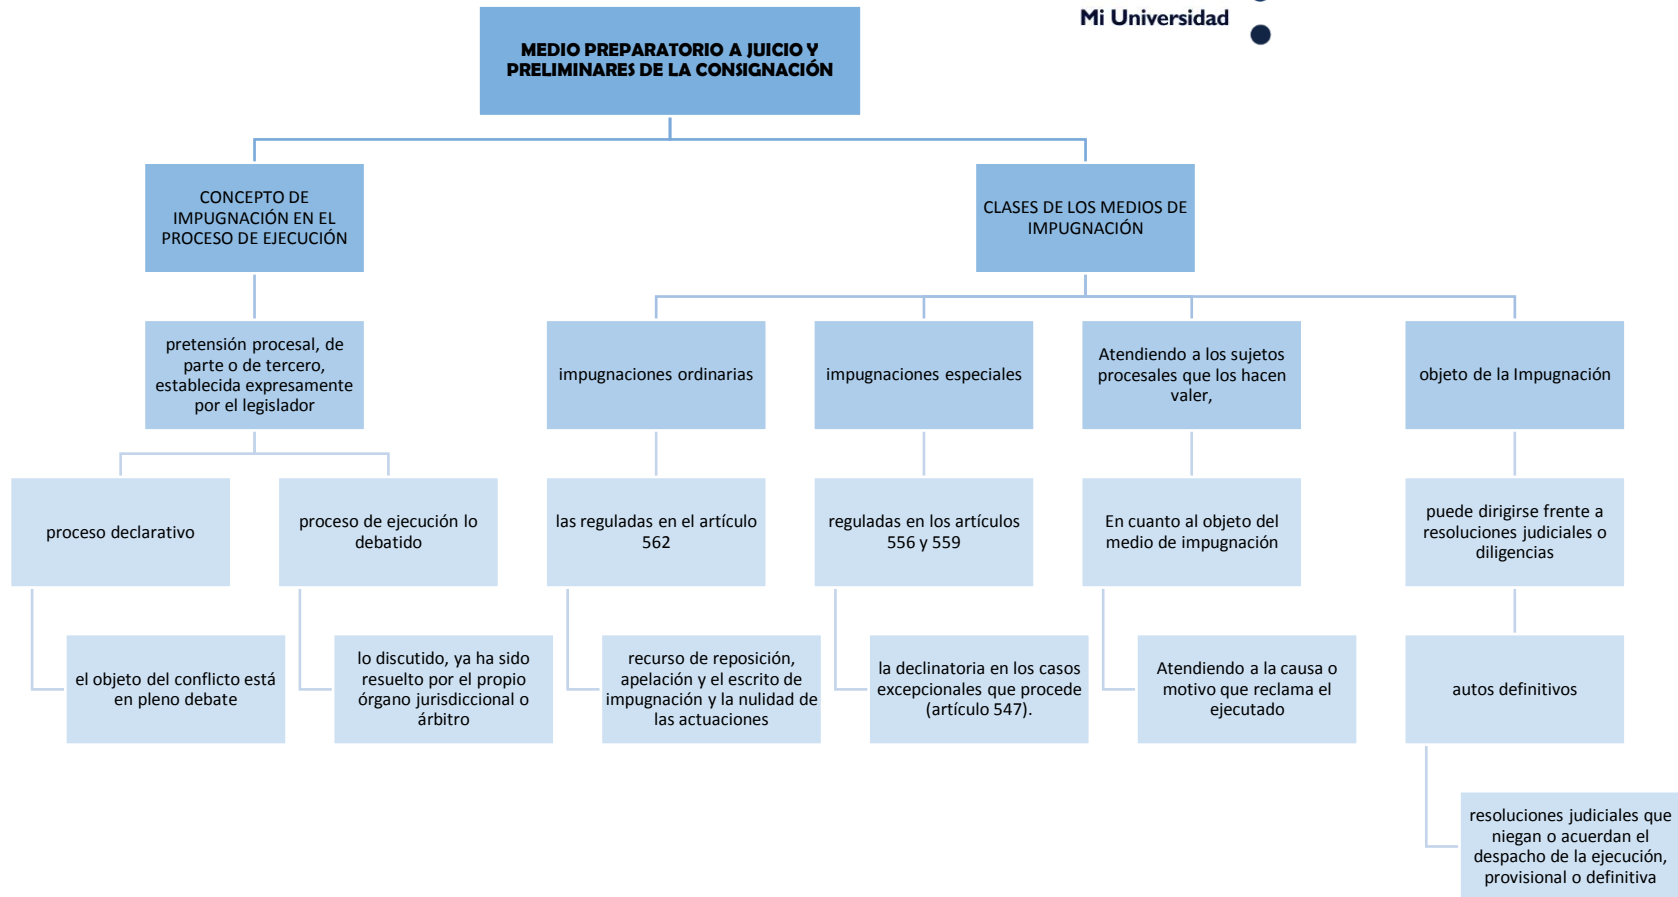 Mi Universidad
MEDIO PREPARATORIO A JUICIO Y
PRELIMINARES DE LA CONSIGNACIÓN
CONCEPTO DE
IMPUGNACIÓN EN EL
PROCESO DE EJECUCIÓN
CLASES DE LOS MEDIOS DE
IMPUGNACIÓN
pretensión procesal, de
parte o de tercero,
establecida expresamente
por el legislador
impugnaciones ordinarias
impugnaciones especiales
Atendiendo a los sujetos
procesales que los hacen
valer,
objeto de la Impugnación
proceso declarativo
proceso de ejecución lo
debatido
las reguladas en el artículo
562
reguladas en los artículos
556 y 559
En cuanto al objeto del
medio de impugnación
puede dirigirse frente a
resoluciones judiciales o
diligencias
el objeto del conflicto está
en pleno debate
lo discutido, ya ha sido
resuelto por el propio
órgano jurisdiccional o
árbitro
recurso de reposición,
apelación y el escrito de
impugnación y la nulidad de
las actuaciones
la declinatoria en los casos
excepcionales que procede
(artículo 547).
Atendiendo a la causa o
motivo que reclama el
ejecutado
autos definitivos
resoluciones judiciales que
niegan o acuerdan el
despacho de la ejecución,
provisional o definitiva